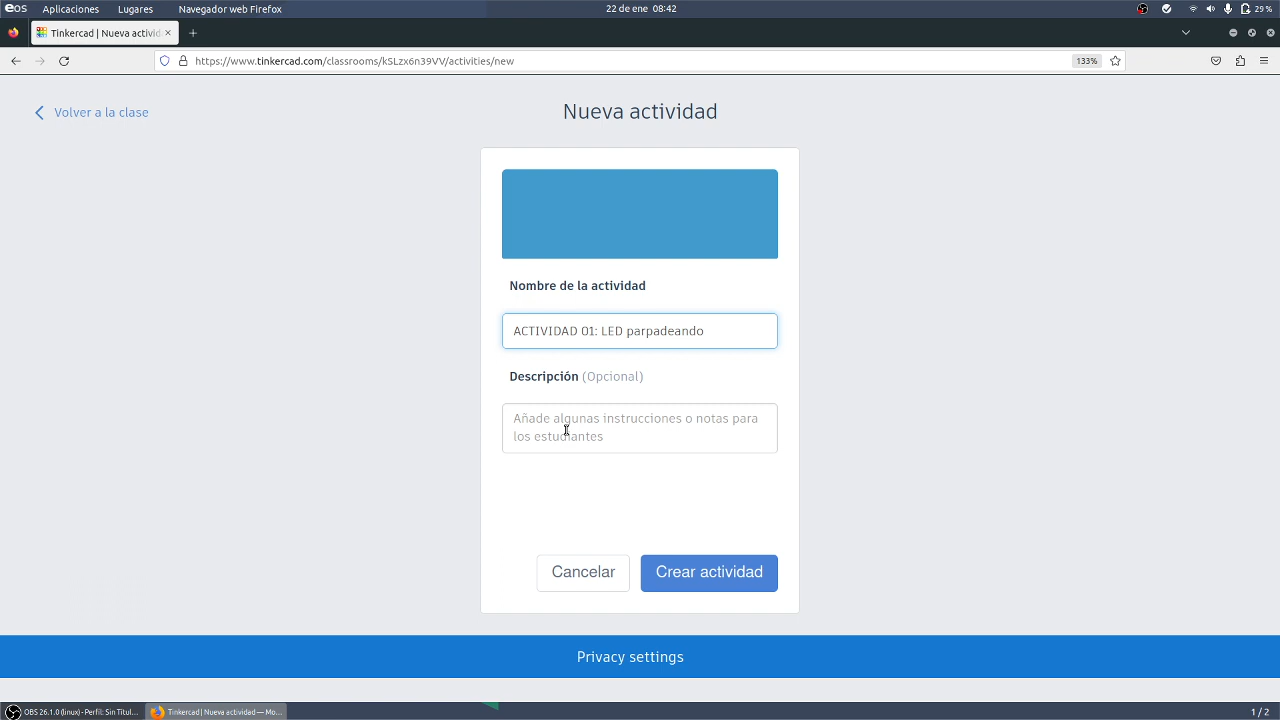 eos Aplicaciones Lugares Navegador web Firefox 22 de ene 08:42 29 %
Tinkercad | Nueva activid
https://www.tinkercad.com/classrooms/kSLzx6n39VV/activities/new 133%
Volver a la clase
Nueva actividad
Nombre de la actividad
ACTIVIDAD 01: LED parpadeando
Descripción (Opcional)
Añade algunas instrucciones o notas para
los estudiantes
Cancelar Crear actividad
Privacy settings
OBS 26.1.0 (linux) - Perfil: Sin Titul... Tinkercad | Nueva actividad — Mo... 1 / 2